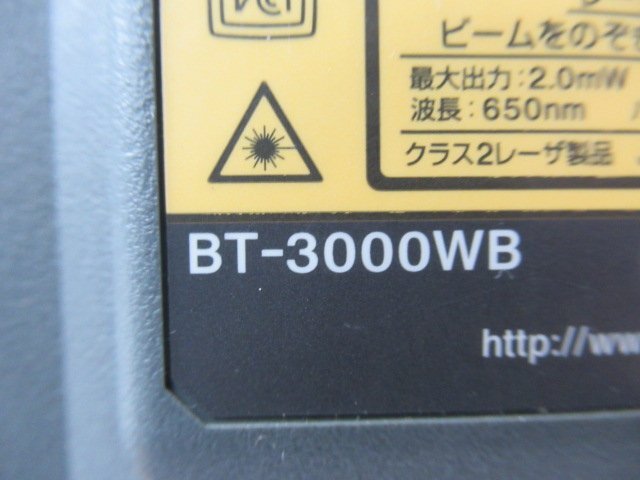 ビームをのぞ
最大出力:2.0mW
波長:650nm
クラス2レーザ製品
BT-3000WB
http://ww